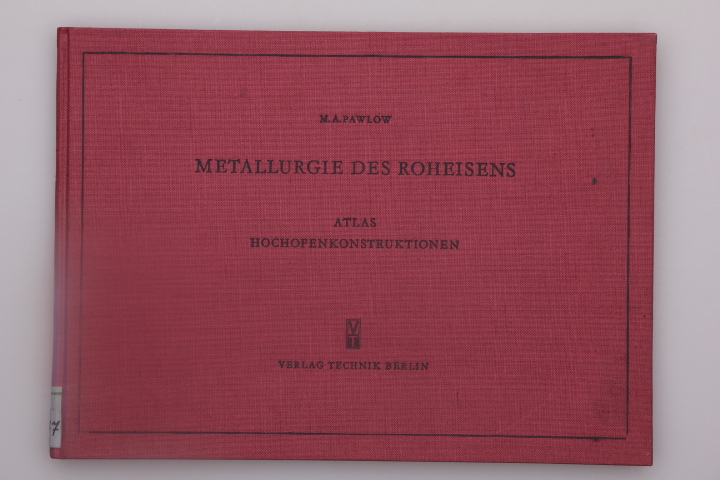 M. A. PAWLOW
METALLURGIE DES ROHEISENS
ATLAS
HOCHOFENKONSTRUKTIONEN
VT
VERLAG TECHNIK BERLIN